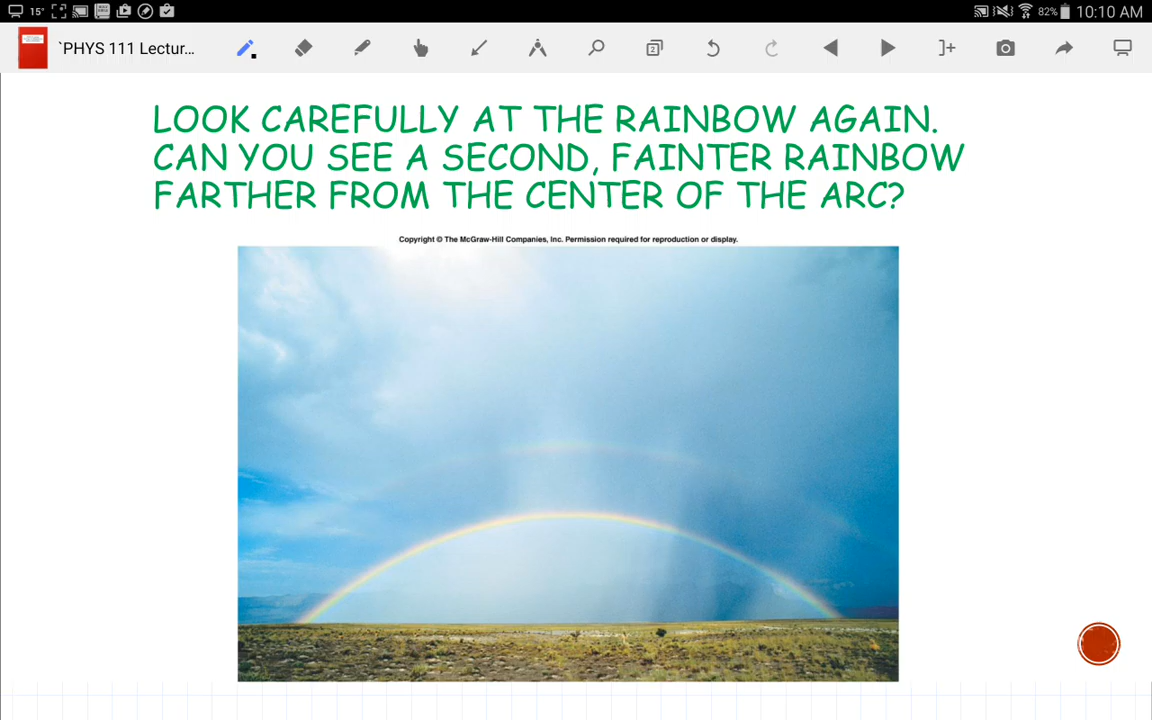 15°
82%
10:10 AM
`PHYS 111 Lectur...
2
]+
LOOK CAREFULLY AT THE RAINBOW AGAIN.
CAN YOU SEE A SECOND, FAINTER RAINBOW
FARTHER FROM THE CENTER OF THE ARC?
Copyright © The McGraw-Hill Companies, Inc. Permission required for reproduction or display.